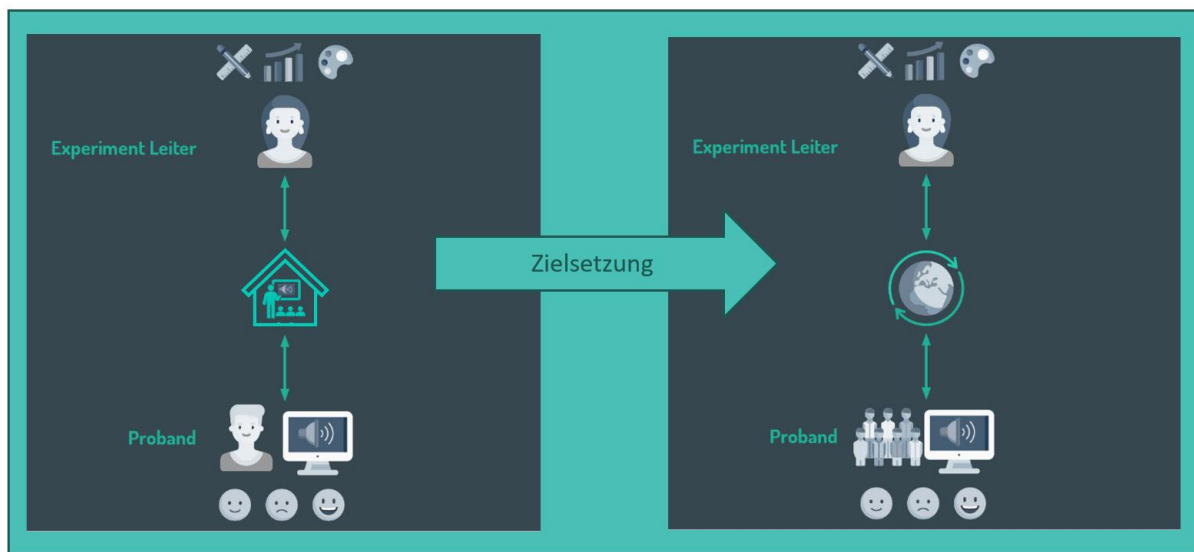 Experiment Leiter
Proband
Zielsetzung
Experiment Leiter
Proband